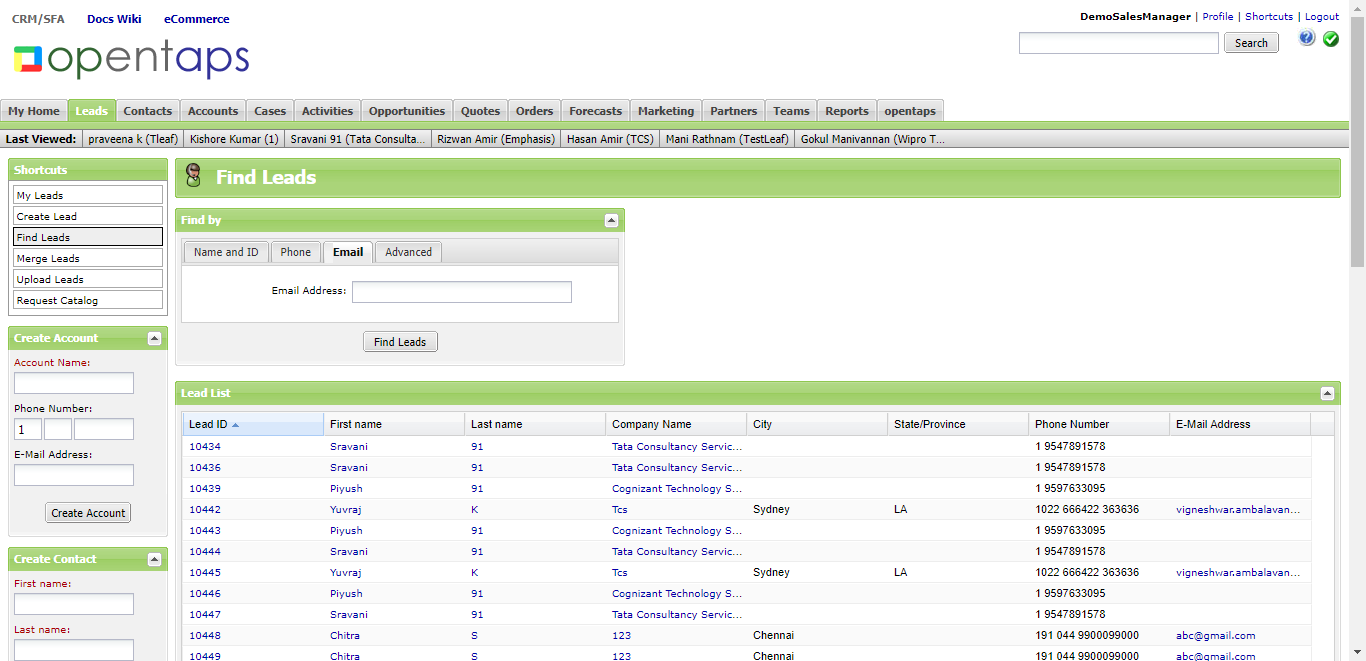 CRM/SFA Docs Wiki eCommerce
DemoSalesManager | Profile | Shortcuts | Logout
opentaps
Search
My Home Leads Contacts Accounts Cases Activities Opportunities Quotes Orders Forecasts Marketing Partners Teams Reports opentaps
Last Viewed: praveena k (Tleaf) Kishore Kumar (1) Sravani 91 (Tata Consulta... Rizwan Amir (Emphasis) Hasan Amir (TCS) Mani Rathnam (TestLeaf) Gokul Manivannan (Wipro T...
Shortcuts
My Leads
Create Lead
Find Leads
Merge Leads
Upload Leads
Request Catalog
Create Account
Account Name:
Phone Number:
1
E-Mail Address:
Create Account
Create Contact
First name:
Last name:
Find Leads
Find by
Name and ID Phone Email Advanced
Email Address:
Find Leads
Lead List
Lead ID First name Last name Company Name City State/Province Phone Number E-Mail Address
10434 Sravani 91 Tata Consultancy Servic... 1 9547891578
10436 Sravani 91 Tata Consultancy Servic... 1 9547891578
10439 Piyush 91 Cognizant Technology S... 1 9597633095
10442 Yuvraj K Tcs Sydney LA 1022 666422 363636 vigneshwar.ambalavan...
10443 Piyush 91 Cognizant Technology S... 1 9597633095
10444 Sravani 91 Tata Consultancy Servic... 1 9547891578
10445 Yuvraj K Tcs Sydney LA 1022 666422 363636 vigneshwar.ambalavan...
10446 Piyush 91 Cognizant Technology S... 1 9597633095
10447 Sravani 91 Tata Consultancy Servic... 1 9547891578
10448 Chitra S 123 Chennai 191 044 9900099000 abc@gmail.com
10449 Chitra S 123 Chennai 191 044 9900099000 abc@gmail.com